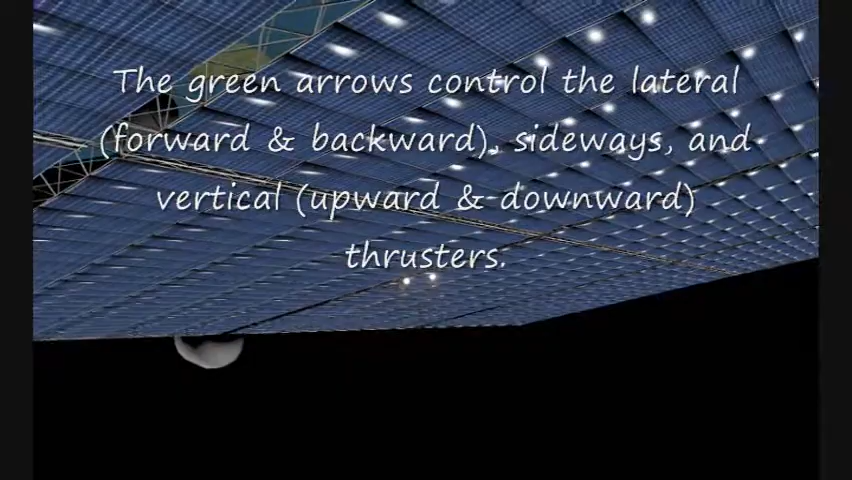 The green arrows control the lateral
(forward & backward), sideways, and
vertical (upward & downward)
thrusters.